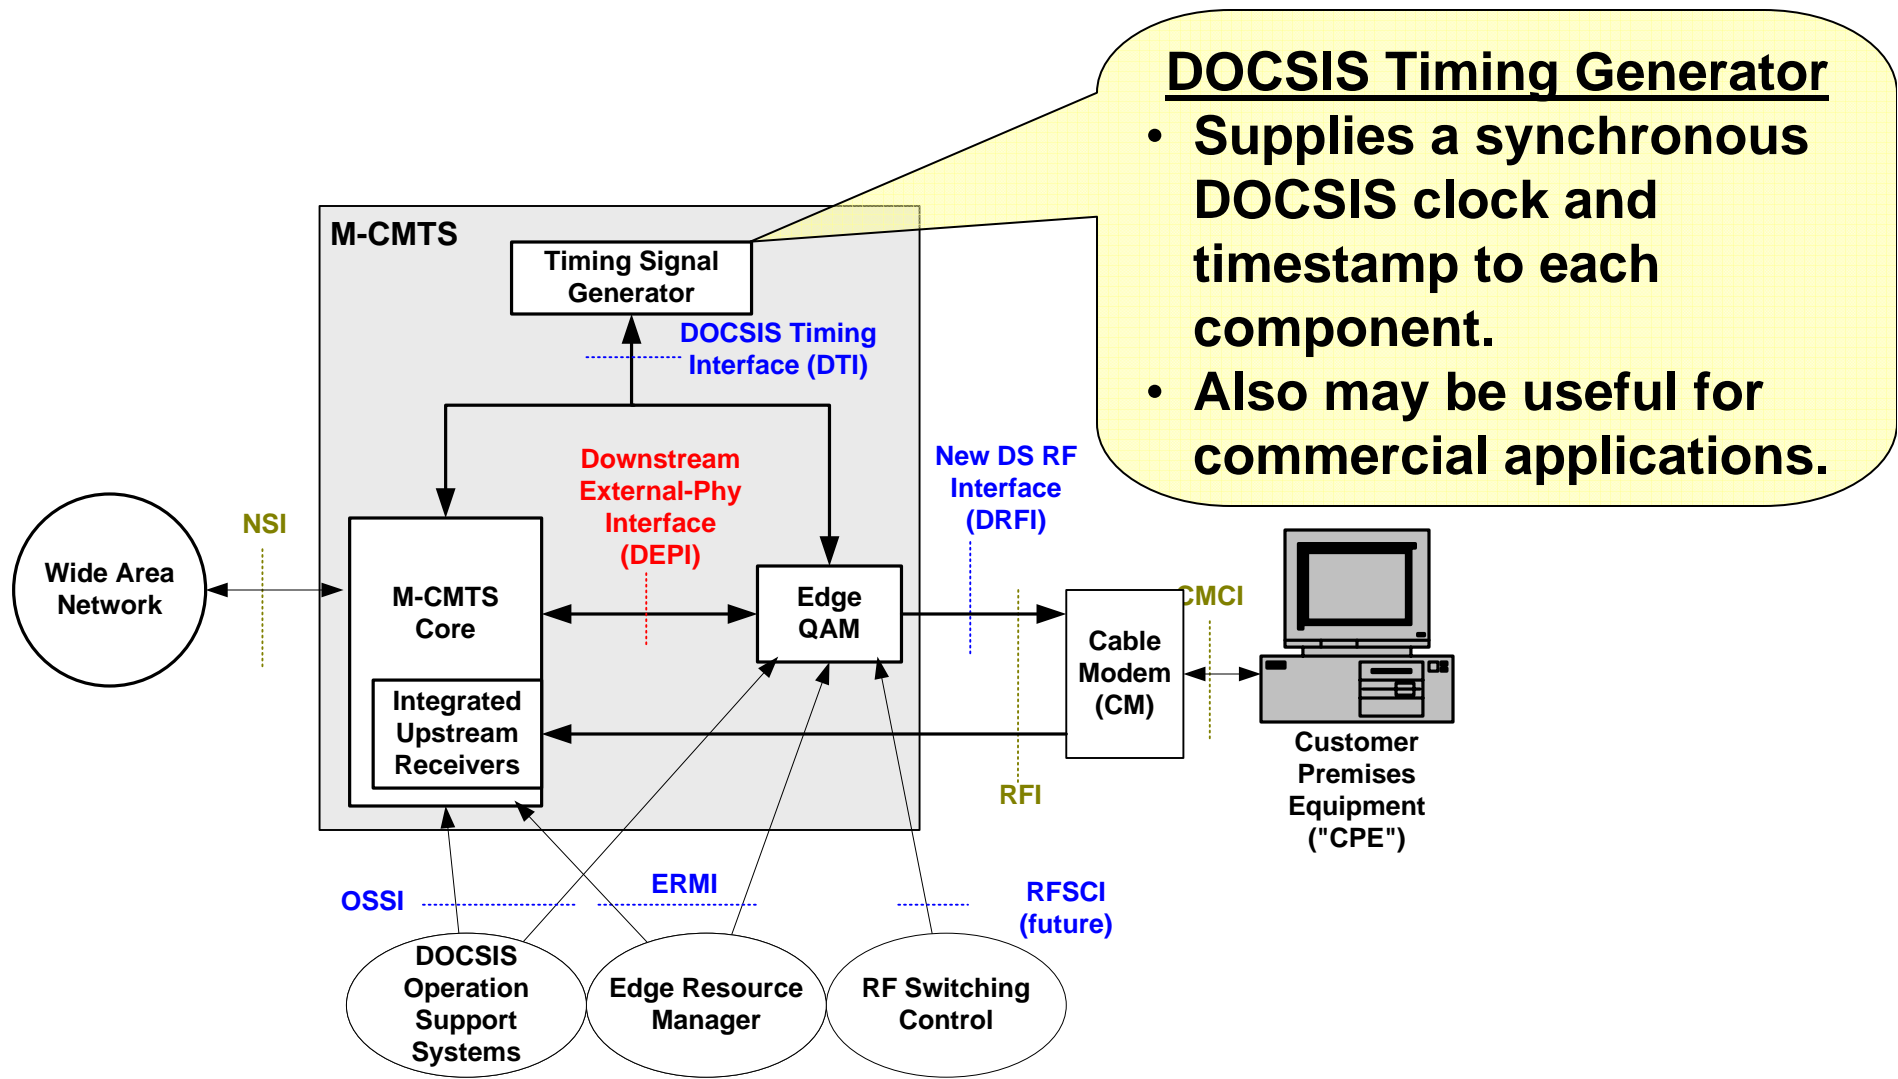 DOCSIS Timing Generator
• Supplies a synchronous
DOCSIS clock and
timestamp to each
component.
• Also may be useful for
commercial applications.
M-CMTS
Timing Signal
Generator
DOCSIS Timing
Interface (DTI)
Downstream
External-Phy
Interface
(DEPI)
New DS RF
Interface
(DRFI)
NSI
Wide Area
Network
M-CMTS
Core
Edge
QAM
CMCI
Cable
Modem
(CM)
Integrated
Upstream
Receivers
RFI
Customer
Premises
Equipment
("CPE")
OSSI
ERMI
RFSCI
(future)
DOCSIS
Operation
Support
Systems
Edge Resource
Manager
RF Switching
Control